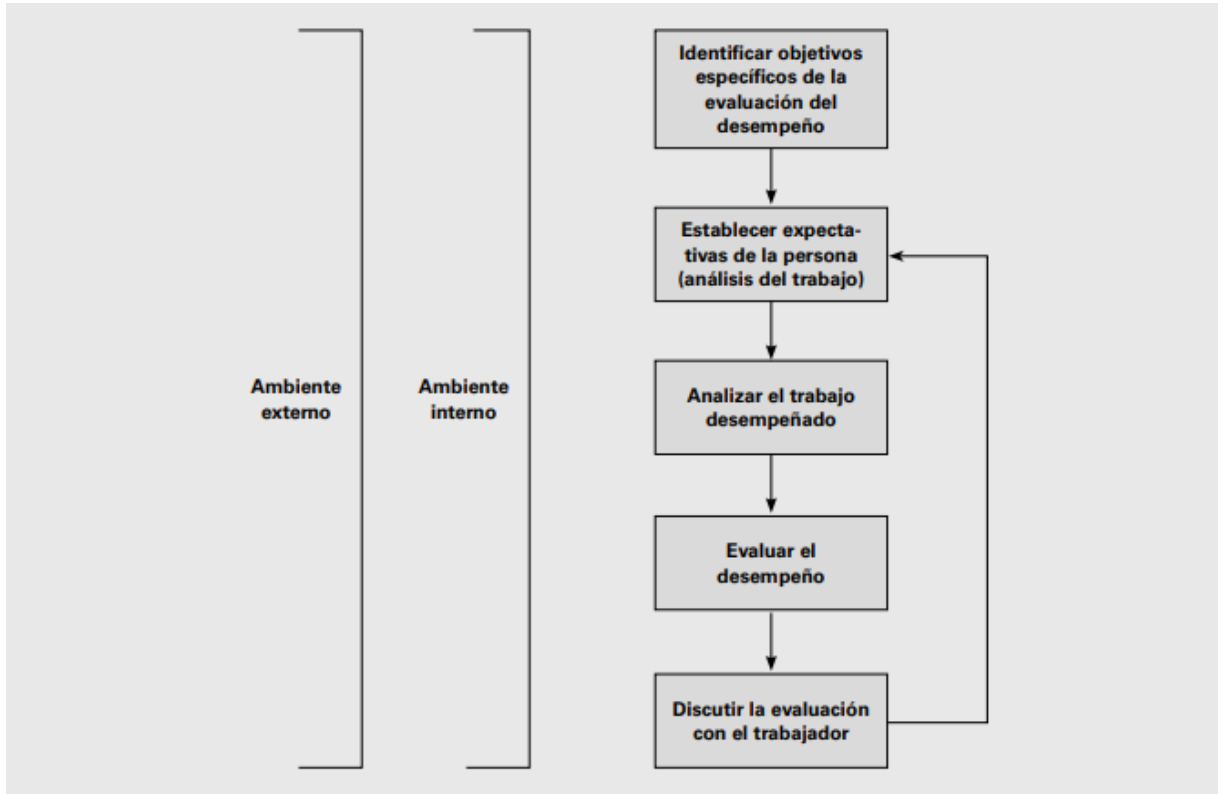 Identificar objetivos
específicos de la
evaluación del
desempeño
Establecer expecta-
tivas de la persona
(análisis del trabajo)
Ambiente
externo
Ambiente
interno
Analizar el trabajo
desempeñado
Evaluar el
desempeño
Discutir la evaluación
con el trabajador